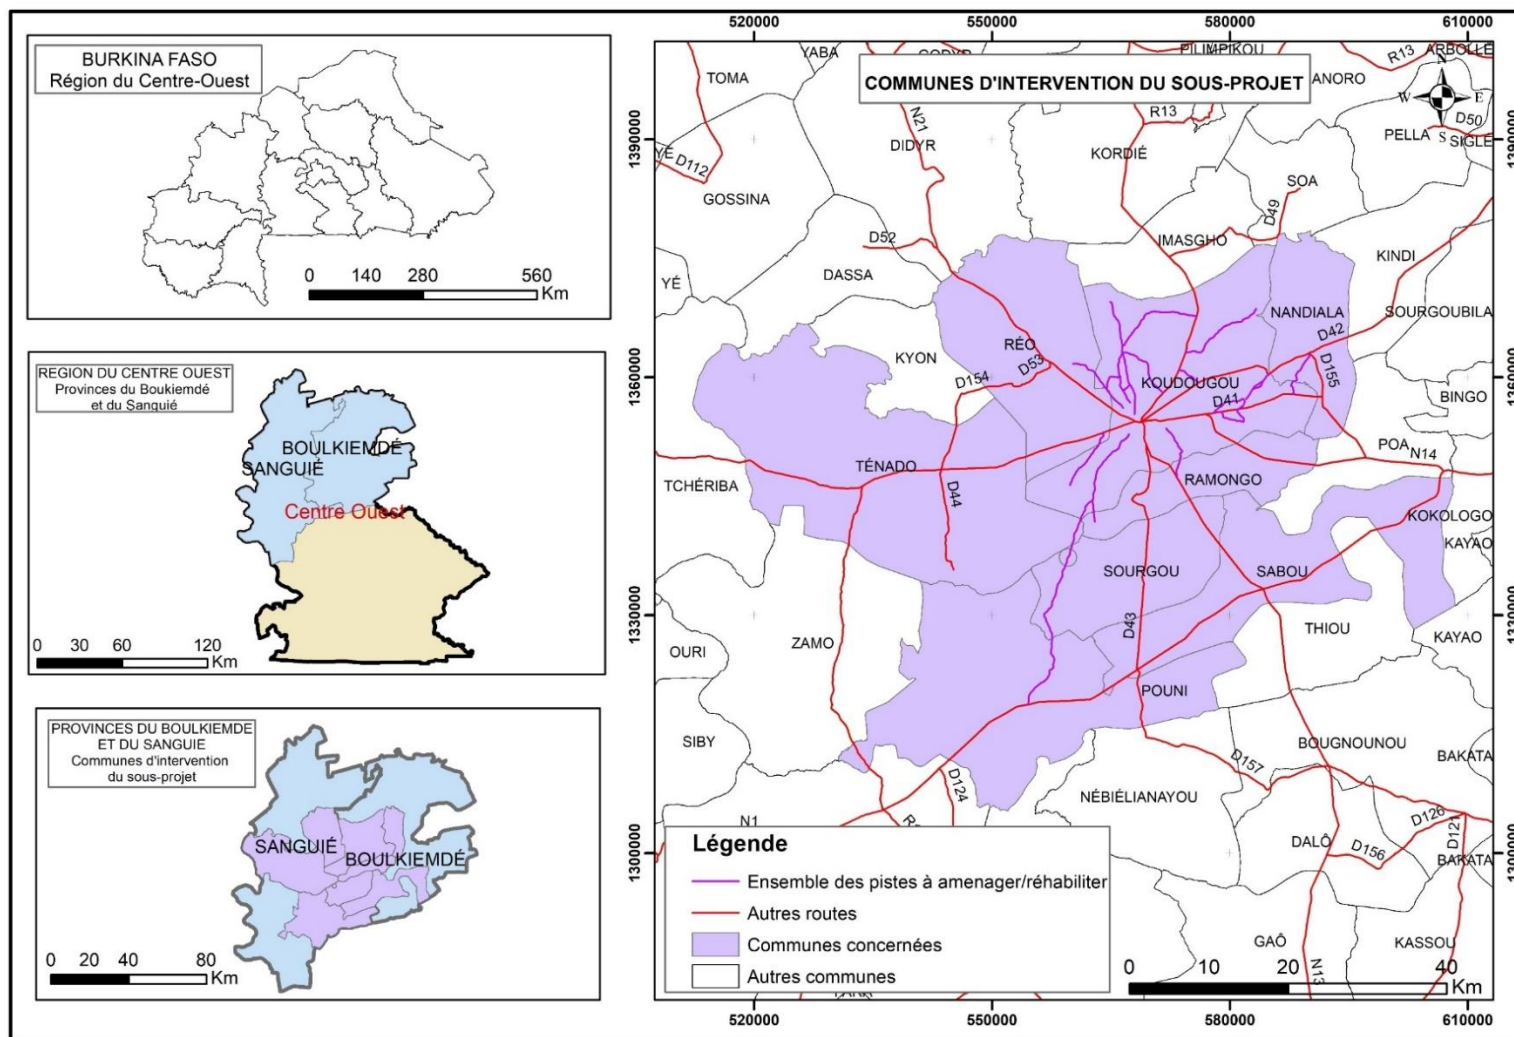 BURKINA FASO
Région du Centre-Ouest
0 140 280 560
Km
REGION DU CENTRE OUEST
Provinces du Boukiemdé
et du Sanguié
BOULKIEMDÉ
SANGUIÉ
Centre Ouest
0 30 60 120
Km
PROVINCES DU BOULKIEMDE
ET DU SANGUIE
Communes d'intervention
du sous-projet
SANGUIÉ
BOULKIEMDÉ
0 20 40 80
Km
520000 550000 580000 610000
COMMUNES D'INTERVENTION DU SOUS-PROJET
YABA
PILIMPIKOU
R13
ARBOLLÉ
TOMA
ANORO
N
W
E
S
N21
R13
D50
1390000
1390000
DIDYR
KORDIÉ
PELLA
SIGLE
YÉ
D112
SOA
GOSSINA
D49
D52
IMASGHO
KINDI
DASSA
YÉ
NANDIALA
SOURGOUBILA
D42
RÉO
KYON
D53
1360000
1360000
D154
KOUDOUGOU
D155
D41
BINGO
POA
N14
TÉNADO
TCHÉRIBA
RAMONGO
D44
KOKOLOGO
KAYAO
SOURGOU
SABOU
1330000
1330000
D43
THIOU
KAYAO
ZAMO
OURI
POUNI
SIBY
D157
BOUGNOUNOU
BAKATA
D124
NÉBIÉLIANAYOU
N1
D126
D121
DALÔ
D156
BAKATA
1300000
1300000
GAÔ
KASSOU
N13
Légende
Ensemble des pistes à amenager/réhabiliter
Autres routes
Communes concernées
Autres communes
0 10 20 40
Km
520000 550000 580000 610000